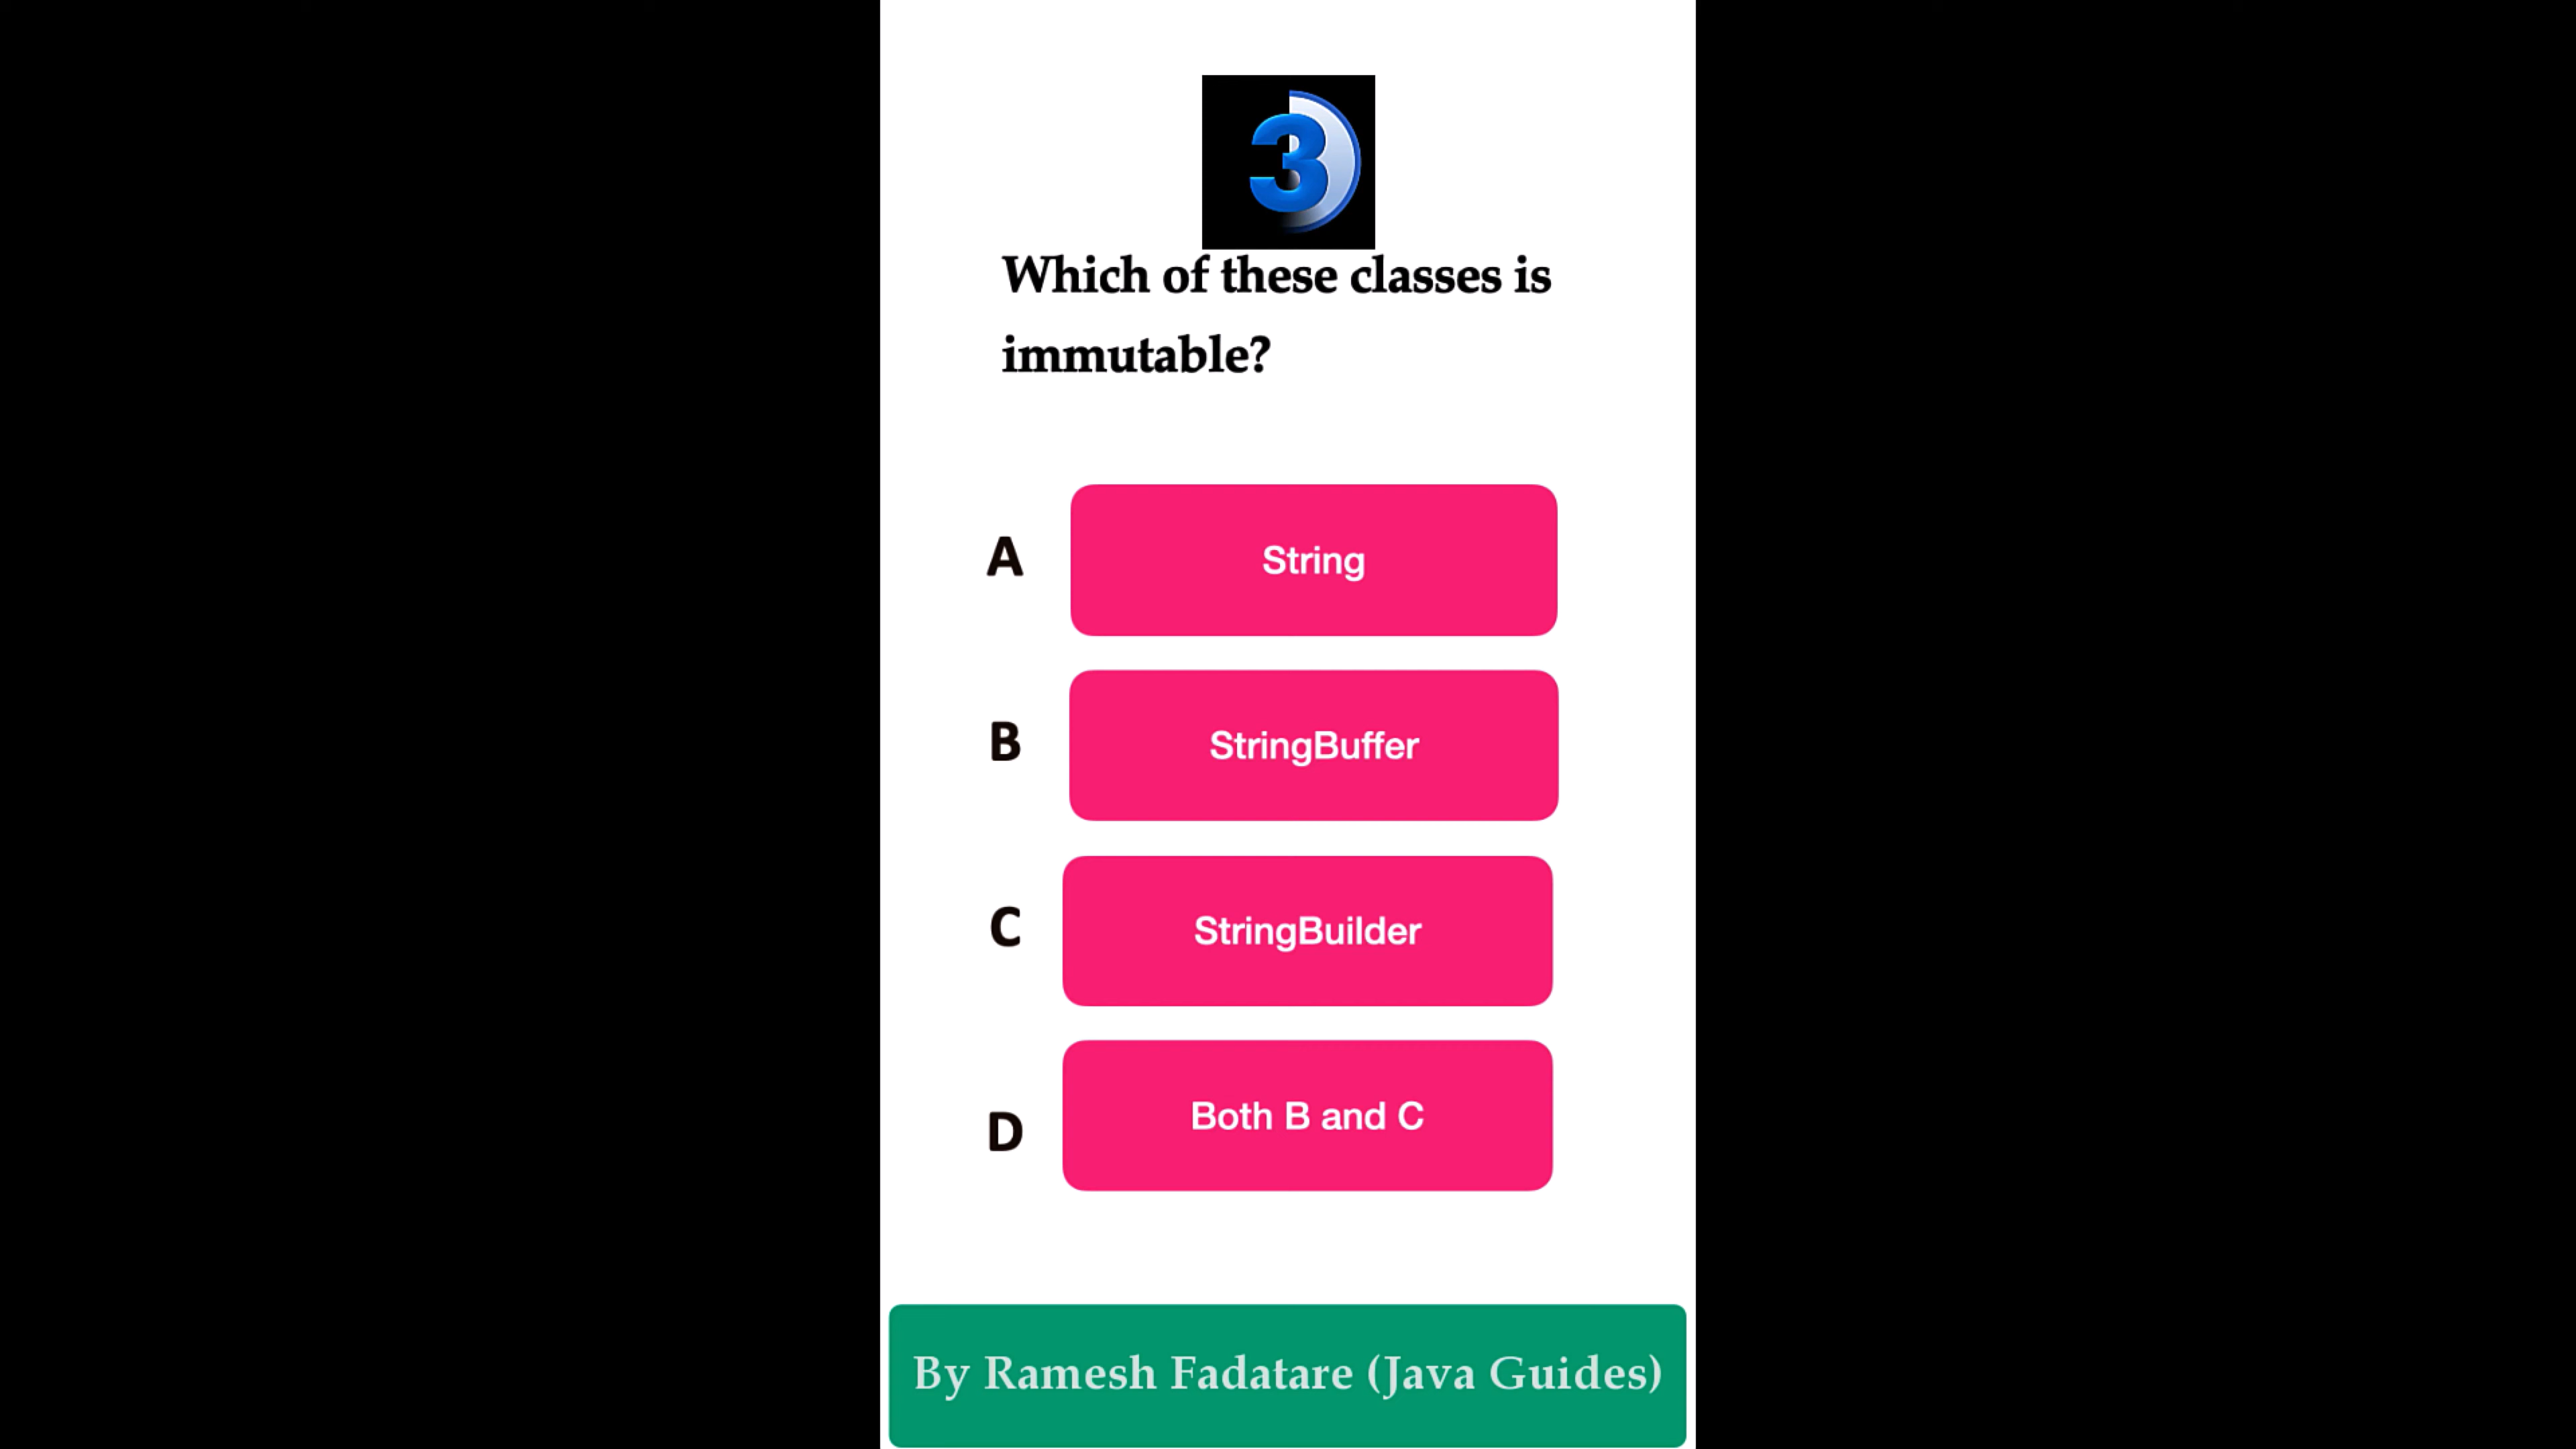 3
Which of these classes is
immutable?
A
String
B
StringBuffer
C
StringBuilder
D
Both B and C
By Ramesh Fadatare (Java Guides)